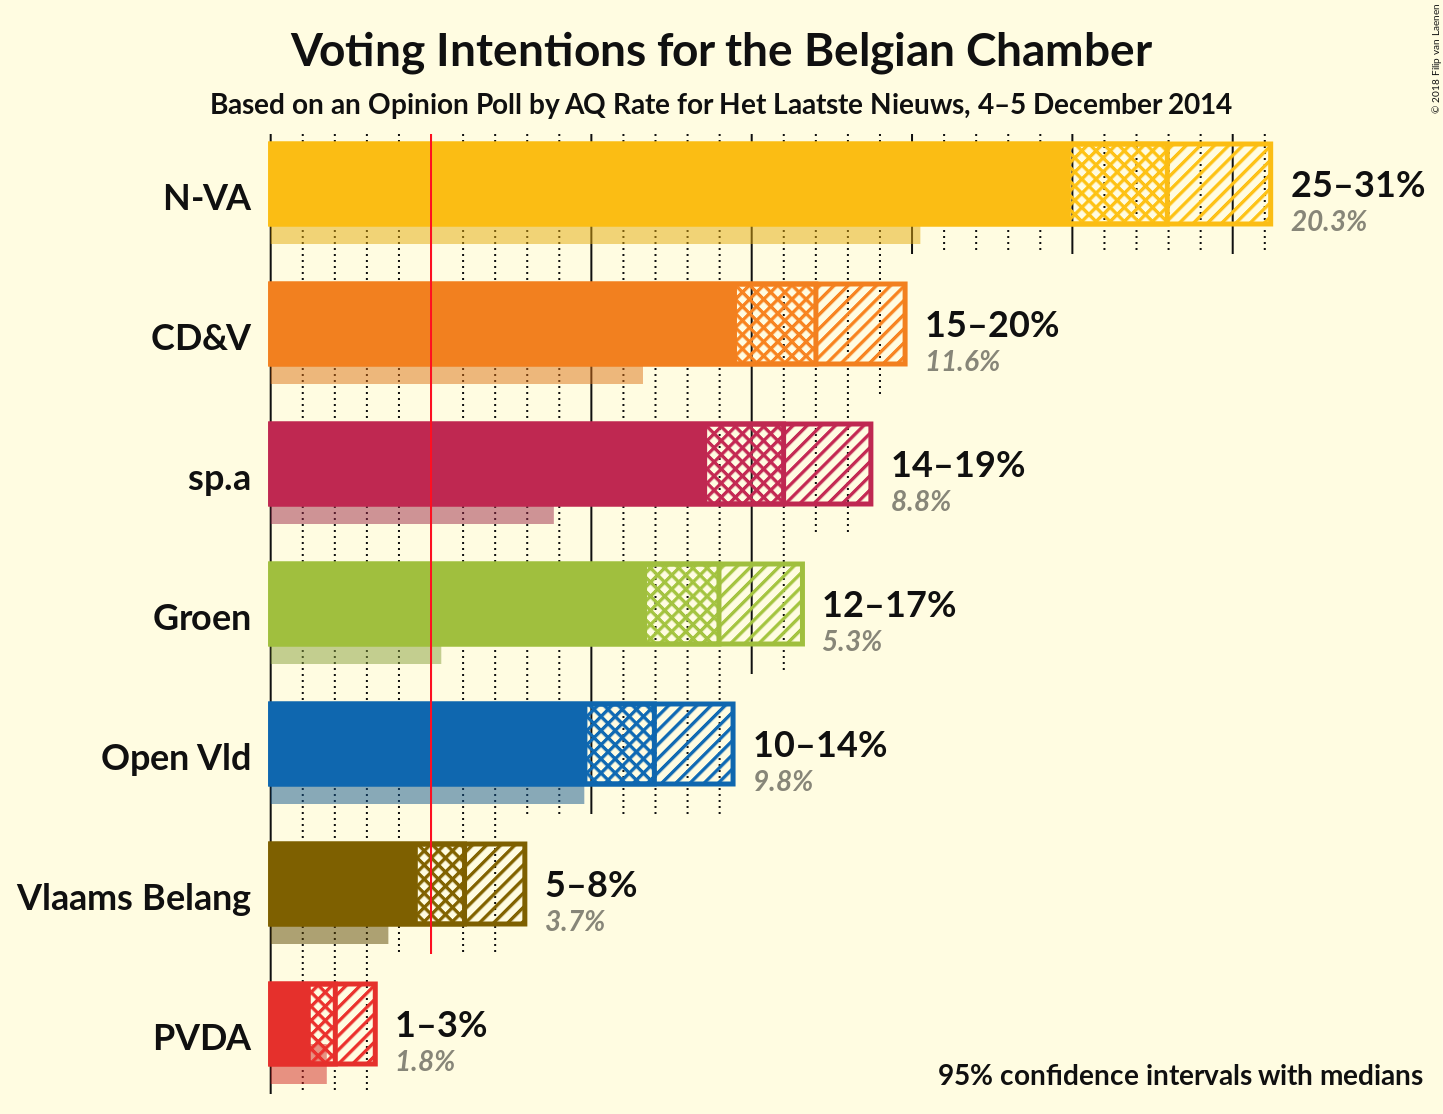 Voting Intentions for the Belgian Chamber
Based on an Opinion Poll by AQ Rate for Het Laatste Nieuws, 4–5 December 2014
© 2018 Filip van Laenen
N-VA
25–31%
20.3%
CD&V
15–20%
11.6%
sp.a
14–19%
8.8%
Groen
12–17%
5.3%
Open Vld
10–14%
9.8%
Vlaams Belang
5–8%
3.7%
PVDA
1–3%
1.8%
95% confidence intervals with medians